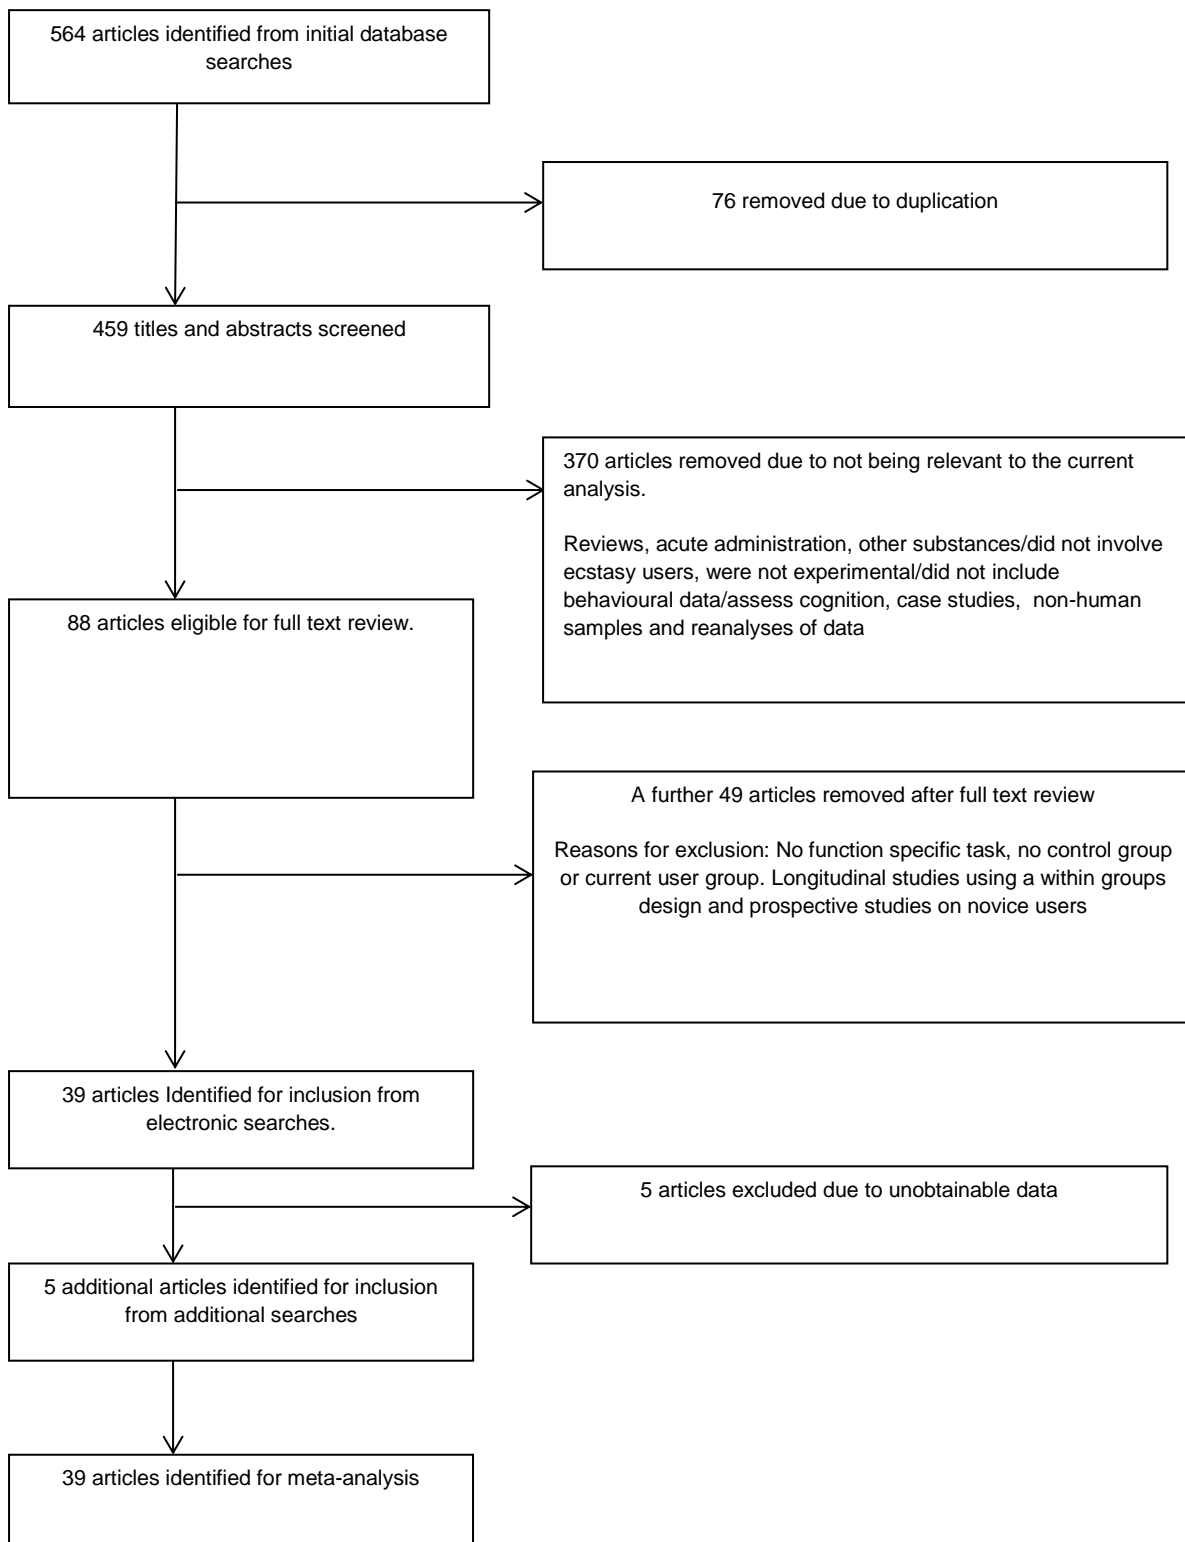 564 articles identified from initial database
searches
76 removed due to duplication
459 titles and abstracts screened
370 articles removed due to not being relevant to the current
analysis.
Reviews, acute administration, other substances/did not involve
ecstasy users, were not experimental/did not include
behavioural data/assess cognition, case studies, non-human
samples and reanalyses of data
88 articles eligible for full text review.
A further 49 articles removed after full text review
Reasons for exclusion: No function specific task, no control group
or current user group. Longitudinal studies using a within groups
design and prospective studies on novice users
39 articles Identified for inclusion from
electronic searches.
5 articles excluded due to unobtainable data
5 additional articles identified for inclusion
from additional searches
39 articles identified for meta-analysis